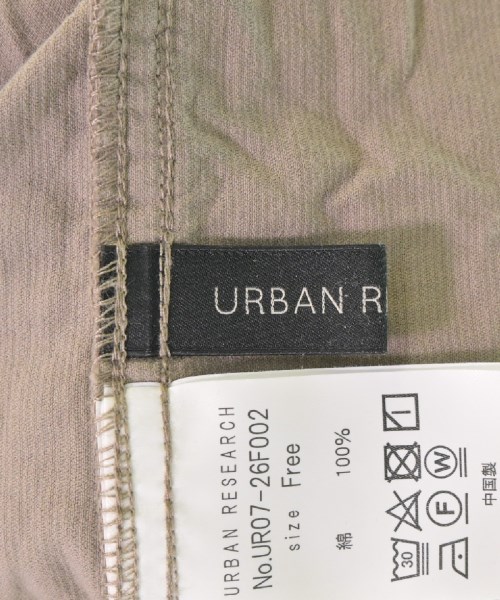 URBAN R
URBAN RESEARCH
No.UR07-26F002
size Free
綿 100%
30
W
F
中国製